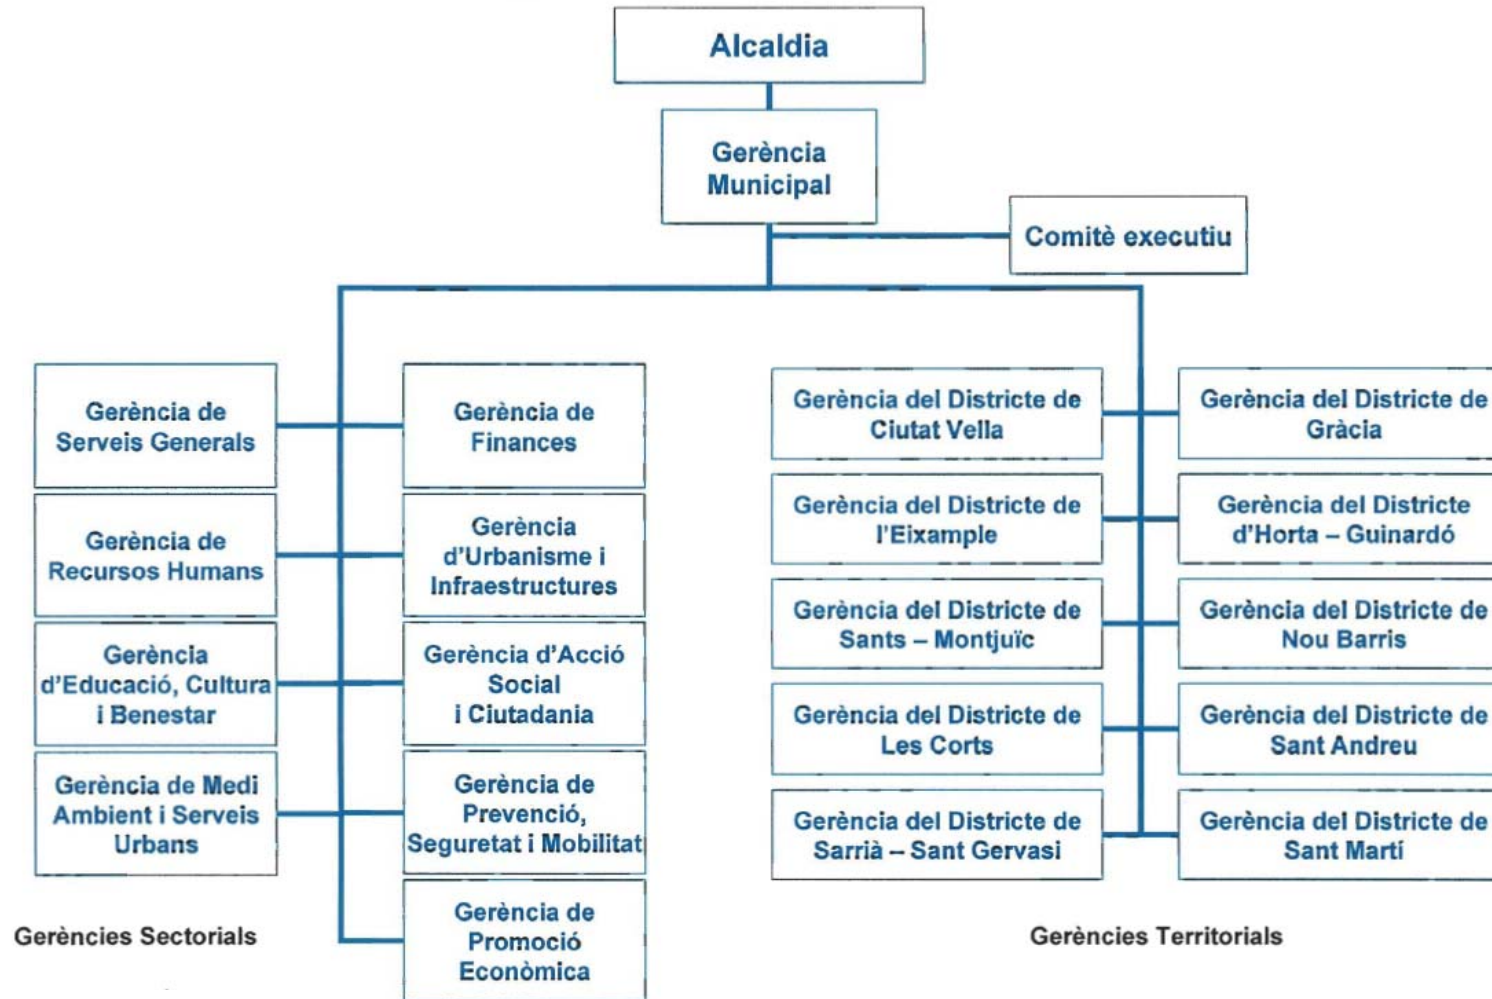 Alcaldia
Gerència
Municipal
Comitè executiu
Gerència de
Serveis Generals
Gerència de
Finances
Gerència de
Recursos Humans
Gerència
d'Urbanisme i
Infraestructures
Gerència
d'Educació, Cultura
i Benestar
Gerència d'Acció
Social
i Ciutadania
Gerència de Medi
Ambient i Serveis
Urbans
Gerència de
Prevenció,
Seguretat i Mobilitat
Gerència de
Promoció
Econòmica
Gerències Sectorials
Gerència del Districte de
Ciutat Vella
Gerència del Districte de
Gràcia
Gerència del Districte de
l'Eixample
Gerència del Districte
d'Horta – Guinardó
Gerència del Districte de
Sants – Montjuïc
Gerència del Districte de
Nou Barris
Gerència del Districte de
Les Corts
Gerència del Districte de
Sant Andreu
Gerència del Districte de
Sarrià – Sant Gervasi
Gerència del Districte de
Sant Martí
Gerències Territorials